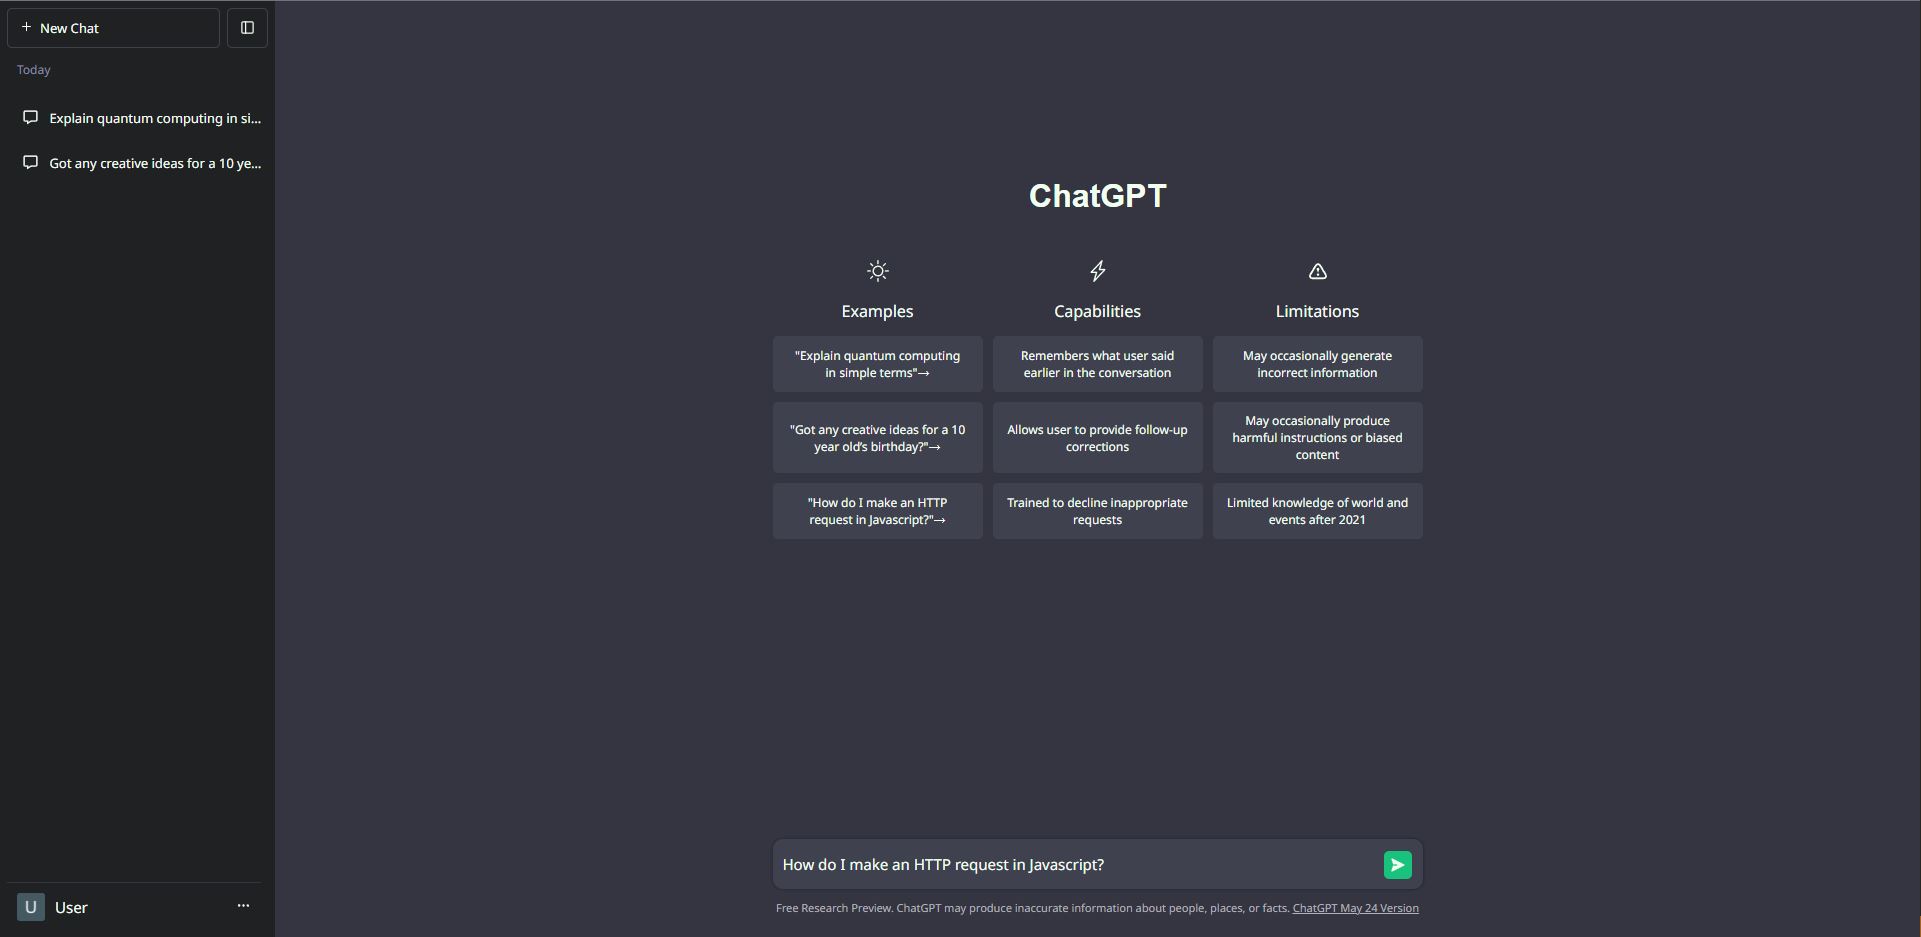 New Chat
Today
Explain quantum computing in si...
Got any creative ideas for a 10 ye...
U User
ChatGPT
Examples
"Explain quantum computing
in simple terms"→
"Got any creative ideas for a 10
year old’s birthday?"→
"How do I make an HTTP
request in Javascript?"→
Capabilities
Remembers what user said
earlier in the conversation
Allows user to provide follow-up
corrections
Trained to decline inappropriate
requests
Limitations
May occasionally generate
incorrect information
May occasionally produce
harmful instructions or biased
content
Limited knowledge of world and
events after 2021
How do I make an HTTP request in Javascript?
Free Research Preview. ChatGPT may produce inaccurate information about people, places, or facts. ChatGPT May 24 Version